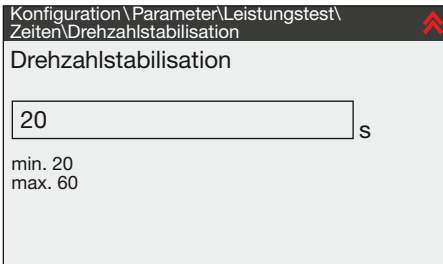 Konfiguration\Parameter\Leistungstest\
Zeiten\Drehzahlstabilisation
Drehzahlstabilisation
20 s
min. 20
max. 60